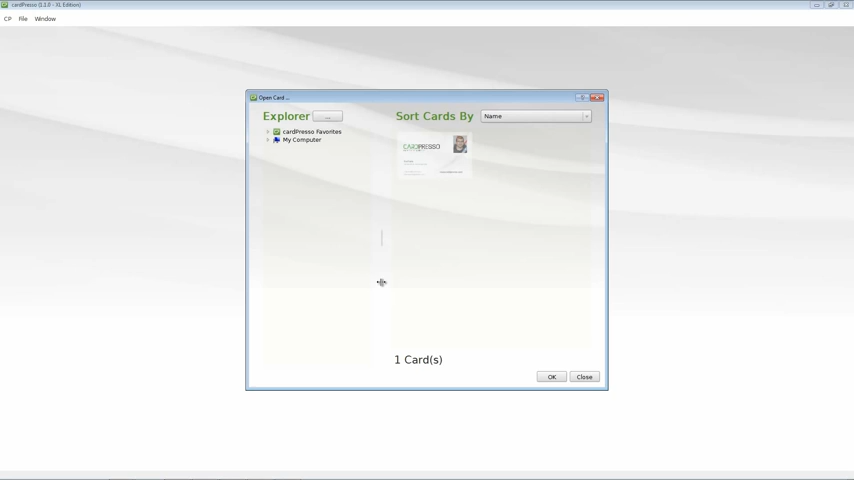 cardPresso (1.1.0 - XL Edition)
CP File Window
Open Card ...
Explorer ...
Sort Cards By Name
cardPresso Favorites
My Computer
CARDPRESSO
1 Card(s)
OK Close